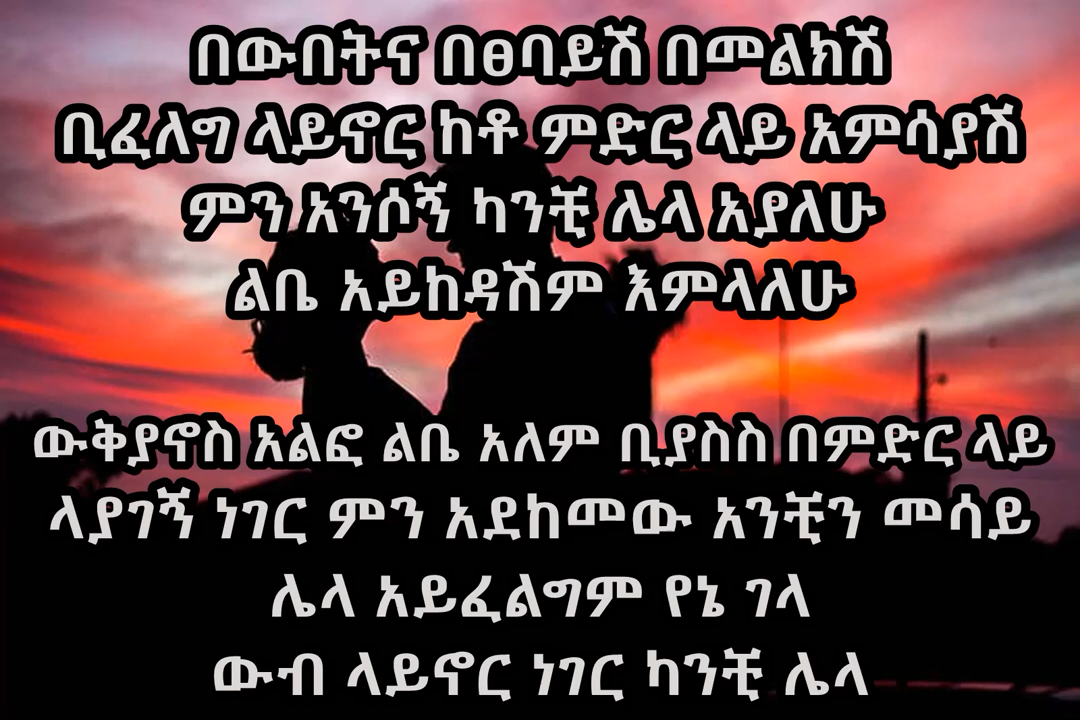 በውበትና በፀባይሽ በመልክሽ
ቢፈለግ ላይኖር ከቶ ምድር ላይ አምሳያሽ
ምን አንሶኝ ካንቺ ሌላ አያለሁ
ልቤ አይከዳሽም እምላለሁ
ውቅያኖስ አልፎ ልቤ አለም ቢያስስ በምድር ላይ
ላያገኝ ነገር ምን አደከመው አንቺን መሳይ
ሌላ አይፈልግም የኔ ገላ
ውብ ላይኖር ነገር ካንቺ ሌላ